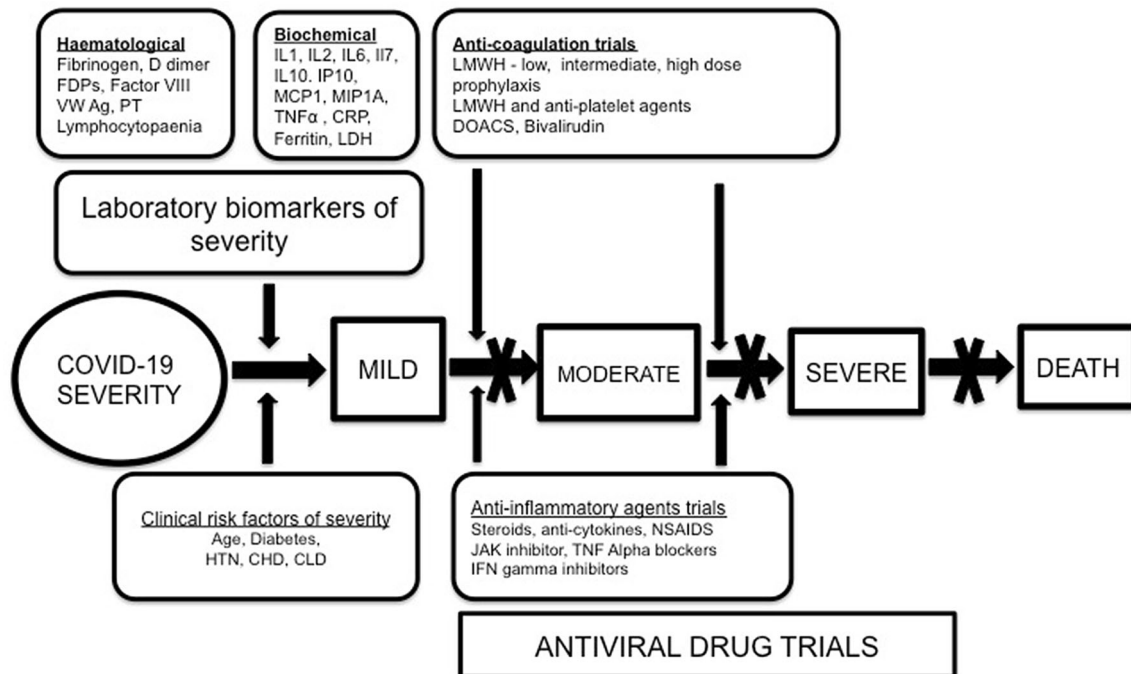 Haematological
Fibrinogen, D dimer
FDPs, Factor VIII
VW Ag, PT
Lymphocytopaenia
Biochemical
IL1, IL2, IL6, Il7,
IL10. IP10,
MCP1, MIP1A,
TNFα , CRP,
Ferritin, LDH
Anti-coagulation trials
LMWH - low, intermediate, high dose
prophylaxis
LMWH and anti-platelet agents
DOACS, Bivalirudin
Laboratory biomarkers of
severity
COVID-19
SEVERITY
MILD
MODERATE
SEVERE
DEATH
Clinical risk factors of severity
Age, Diabetes,
HTN, CHD, CLD
Anti-inflammatory agents trials
Steroids, anti-cytokines, NSAIDS
JAK inhibitor, TNF Alpha blockers
IFN gamma inhibitors
ANTIVIRAL DRUG TRIALS